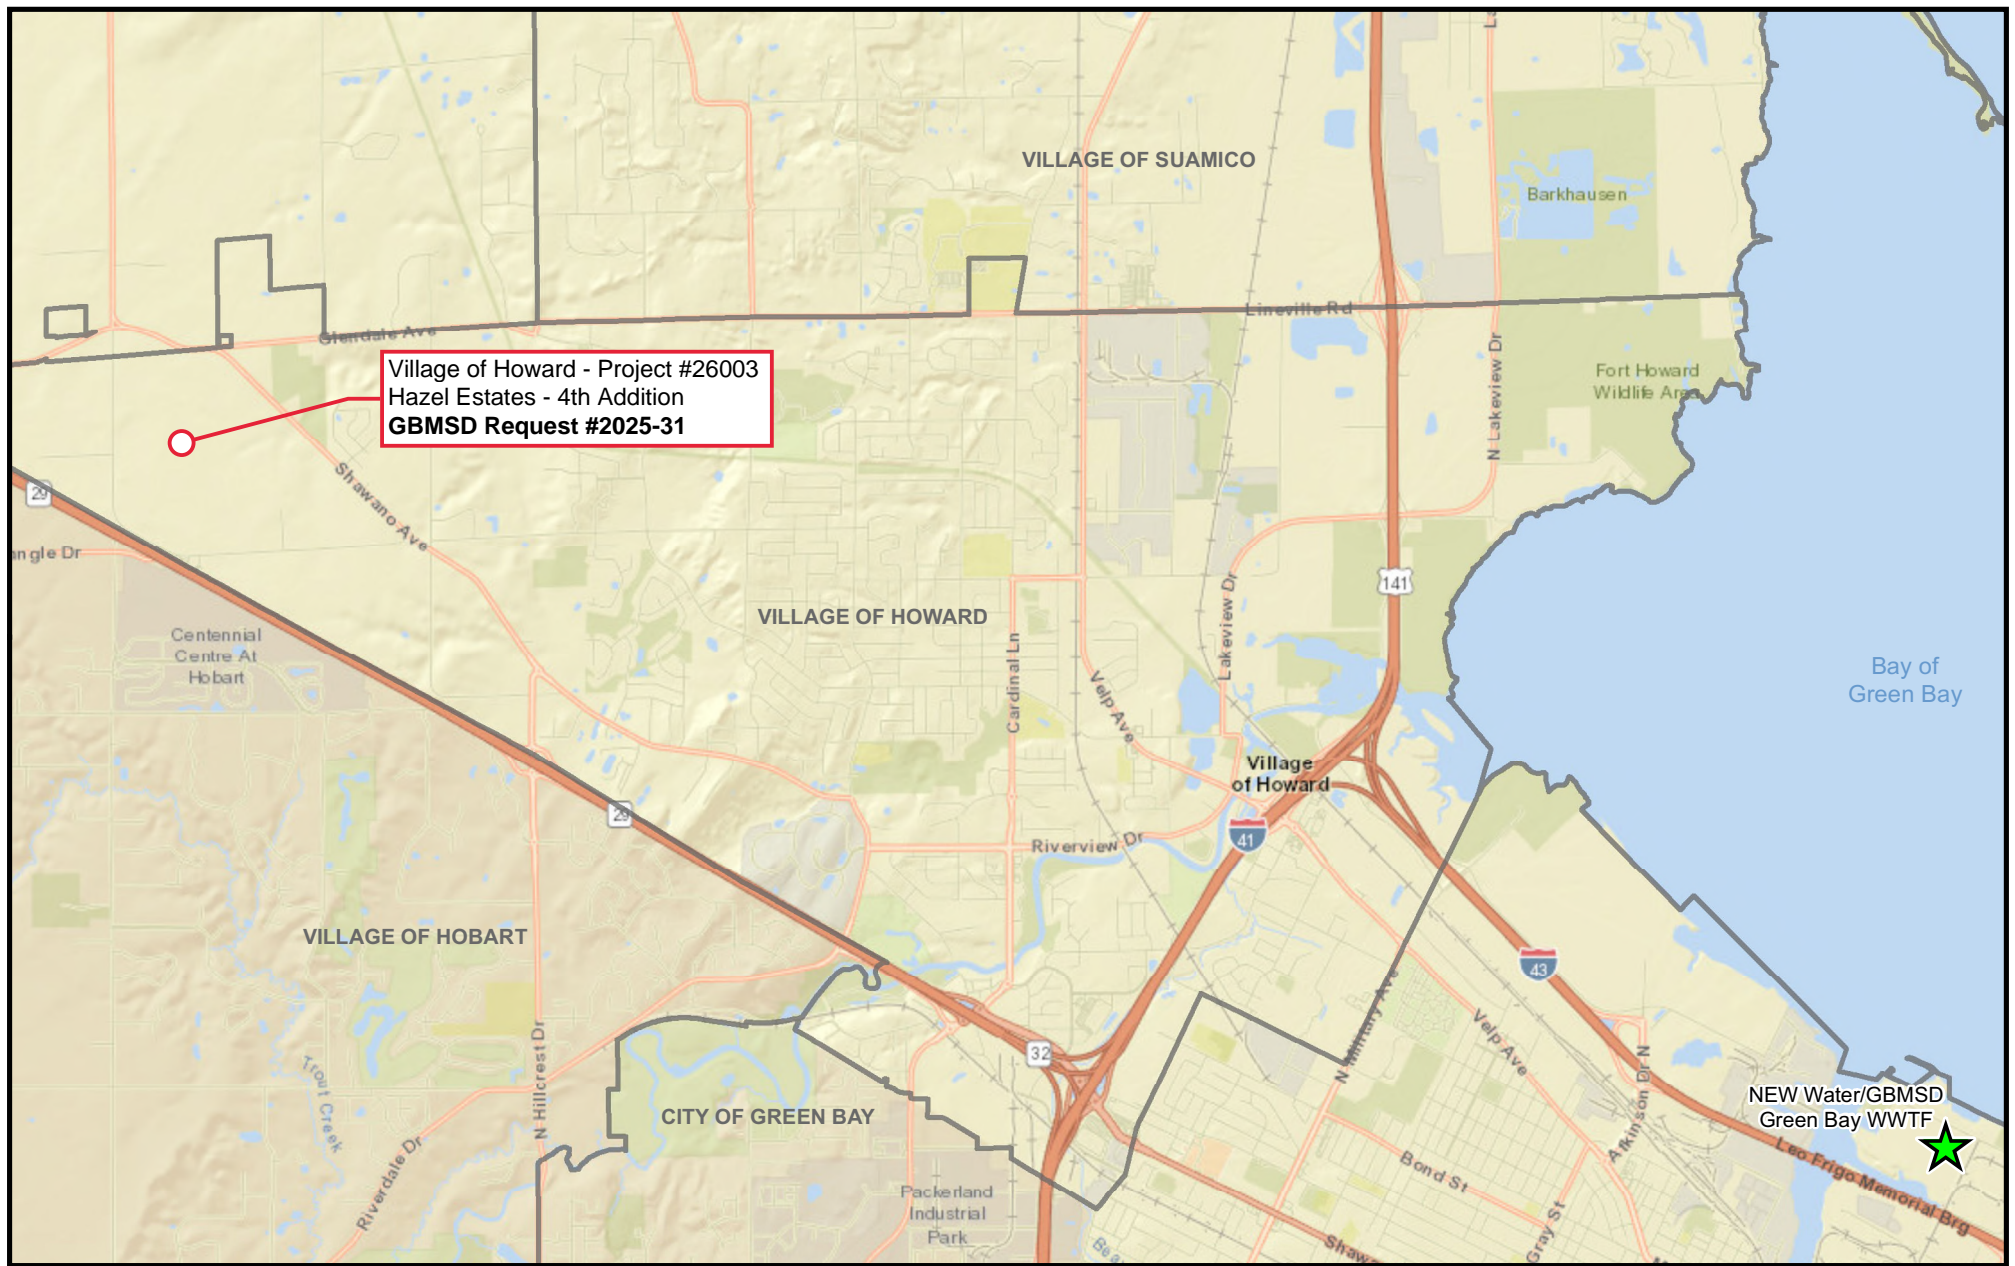 VILLAGE OF SUAMICO
Barkhausen
Lineville Rd
Glendale Ave
Village of Howard - Project #26003
Hazel Estates - 4th Addition
GBMSD Request #2025-31
N Lakeview Dr
Fort Howard
Wildlife Area
29
Shawano Ave
141
Centennial
Centre At
Hobart
VILLAGE OF HOWARD
Cardinal Ln
Lakeview Dr
Velp Ave
Bay of
Green Bay
Village
of Howard
29
41
Riverview Dr
VILLAGE OF HOBART
43
N Military Ave
Velp Ave
32
Trout Creek
N Hillcrest Dr
CITY OF GREEN BAY
Atkinson Dr N
NEW Water/GBMSD
Green Bay WWTF
Leo Frigo Memorial Brg
Bond St
Riverdale Dr
Packerland
Industrial
Park
Gray St